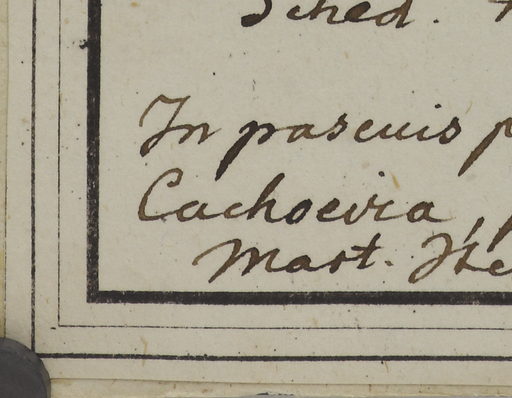 Sched.
In pascuis
Cachoeira,
Mart.